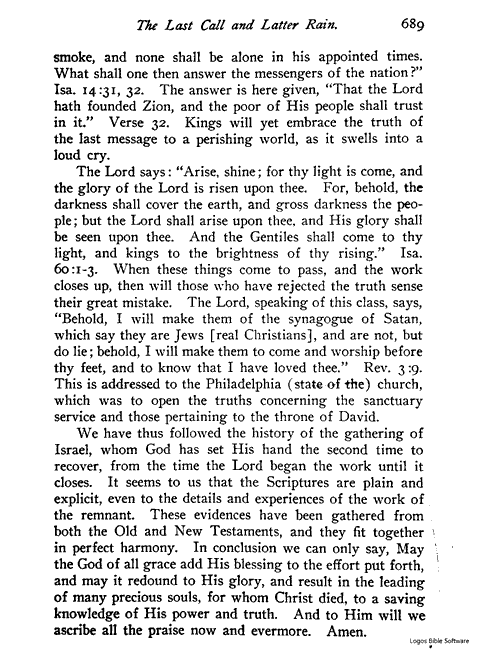 The Last Call and Latter Rain. 689
smoke, and none shall be alone in his appointed times.
What shall one then answer the messengers of the nation?”
Isa. 14:31, 32. The answer is here given, “That the Lord
hath founded Zion, and the poor of His people shall trust
in it.” Verse 32. Kings will yet embrace the truth of
the last message to a perishing world, as it swells into a
loud cry.
The Lord says: “Arise, shine; for thy light is come, and
the glory of the Lord is risen upon thee. For, behold, the
darkness shall cover the earth, and gross darkness the peo-
ple; but the Lord shall arise upon thee, and His glory shall
be seen upon thee. And the Gentiles shall come to thy
light, and kings to the brightness of thy rising.” Isa.
60:1-3. When these things come to pass, and the work
closes up, then will those who have rejected the truth sense
their great mistake. The Lord, speaking of this class, says,
“Behold, I will make them of the synagogue of Satan,
which say they are Jews [real Christians], and are not, but
do lie; behold, I will make them to come and worship before
thy feet, and to know that I have loved thee.” Rev. 3:9.
This is addressed to the Philadelphia (state of the) church,
which was to open the truths concerning the sanctuary
service and those pertaining to the throne of David.
We have thus followed the history of the gathering of
Israel, whom God has set His hand the second time to
recover, from the time the Lord began the work until it
closes. It seems to us that the Scriptures are plain and
explicit, even to the details and experiences of the work of
the remnant. These evidences have been gathered from
both the Old and New Testaments, and they fit together
in perfect harmony. In conclusion we can only say, May
the God of all grace add His blessing to the effort put forth,
and may it redound to His glory, and result in the leading
of many precious souls, for whom Christ died, to a saving
knowledge of His power and truth. And to Him will we
ascribe all the praise now and evermore. Amen.
Logos Bible Software